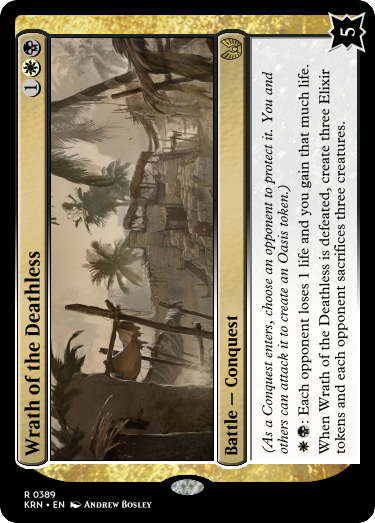 Wrath of the Deathless
1
Battle — Conquest
5
(As a Conquest enters, choose an opponent to protect it. You and
others can attack it to create an Oasis token.)
: Each opponent loses 1 life and you gain that much life.
When Wrath of the Deathless is defeated, create three Elixir
tokens and each opponent sacrifices three creatures.
R 0389
KRN • EN Andrew Bosley